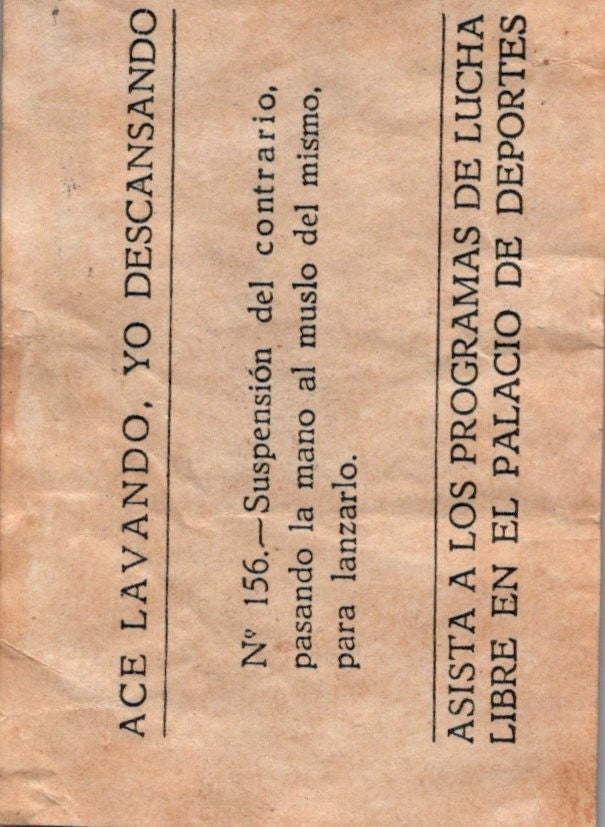 ACE LAVANDO, YO DESCANSANDO
Nº 156.—Suspensión del contrario,
pasando la mano al muslo del mismo,
para lanzarlo.
ASISTA A LOS PROGRAMAS DE LUCHA
LIBRE EN EL PALACIO DE DEPORTES